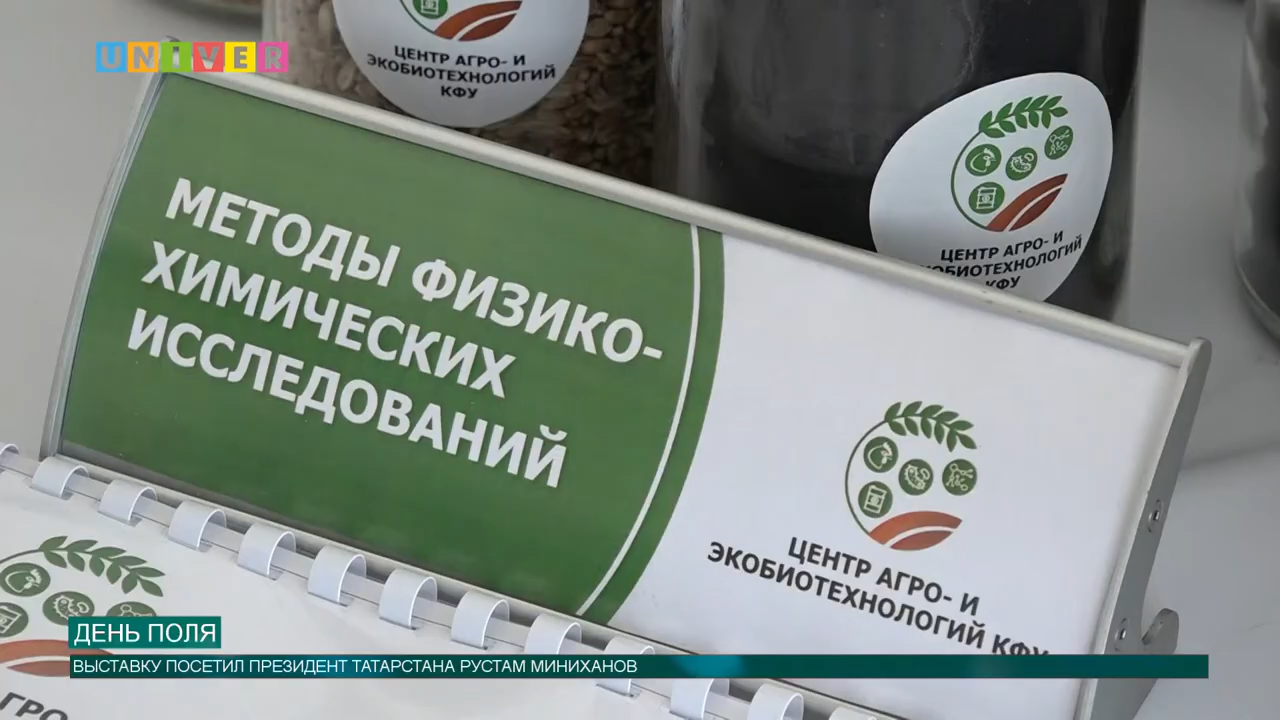 UNIVER
ЦЕНТР АГРО- И
ЭКОБИОТЕХНОЛОГИЙ
КФУ
ЦЕНТР АГРО- И
ЭКОБИОТЕХНОЛОГИЙ
КФУ
МЕТОДЫ ФИЗИКО-
ХИМИЧЕСКИХ
ИССЛЕДОВАНИЙ
ЦЕНТР АГРО- И
ЭКОБИОТЕХНОЛОГИЙ КФУ
ДЕНЬ ПОЛЯ
ВЫСТАВКУ ПОСЕТИЛ ПРЕЗИДЕНТ ТАТАРСТАНА РУСТАМ МИНИХАНОВ